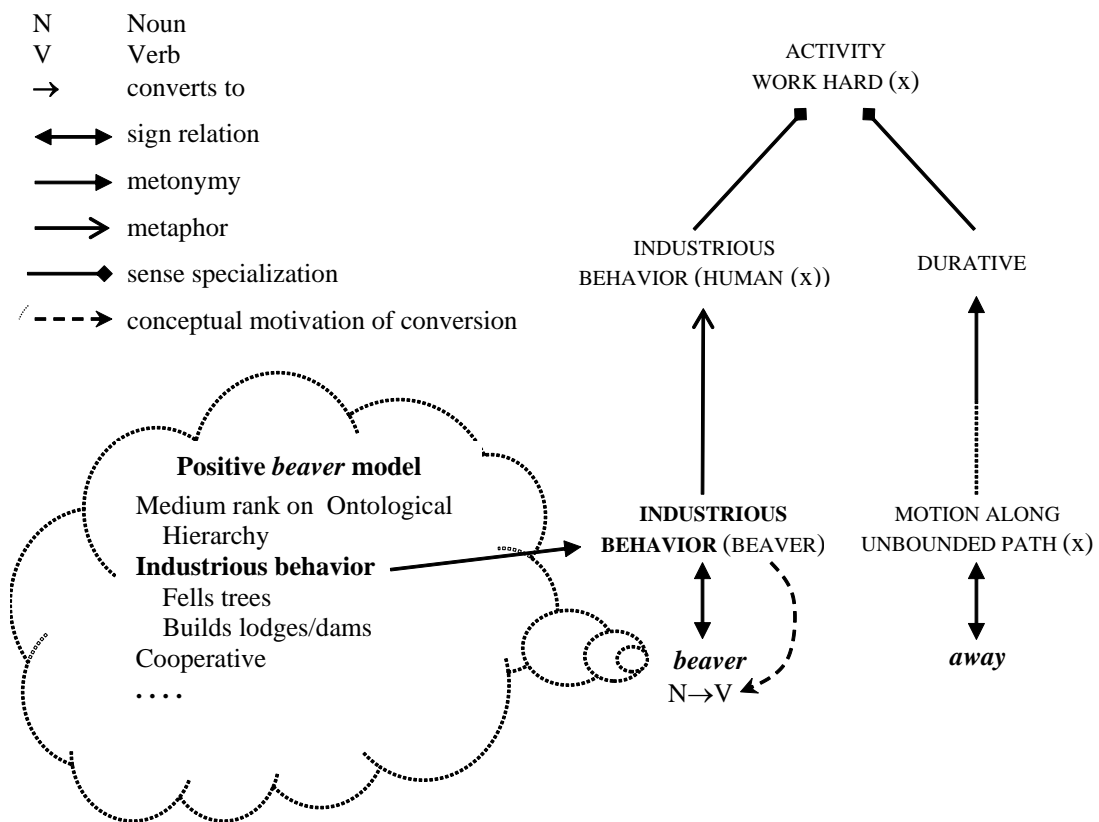 N Noun
V Verb
→ converts to
sign relation
metonymy
metaphor
sense specialization
conceptual motivation of conversion
ACTIVITY
WORK HARD (x)
INDUSTRIOUS
BEHAVIOR (HUMAN (x))
DURATIVE
Positive beaver model
Medium rank on Ontological
Hierarchy
Industrious behavior
Fells trees
Builds lodges/dams
Cooperative
. . . .
INDUSTRIOUS
BEHAVIOR (BEAVER)
MOTION ALONG
UNBOUNDED PATH (x)
beaver
N→V
away